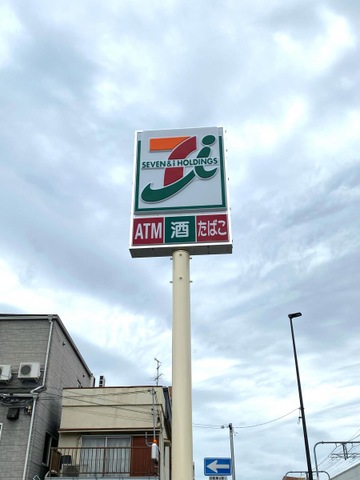 SEVEN & i HOLDINGS
ATM 酒 たばこ